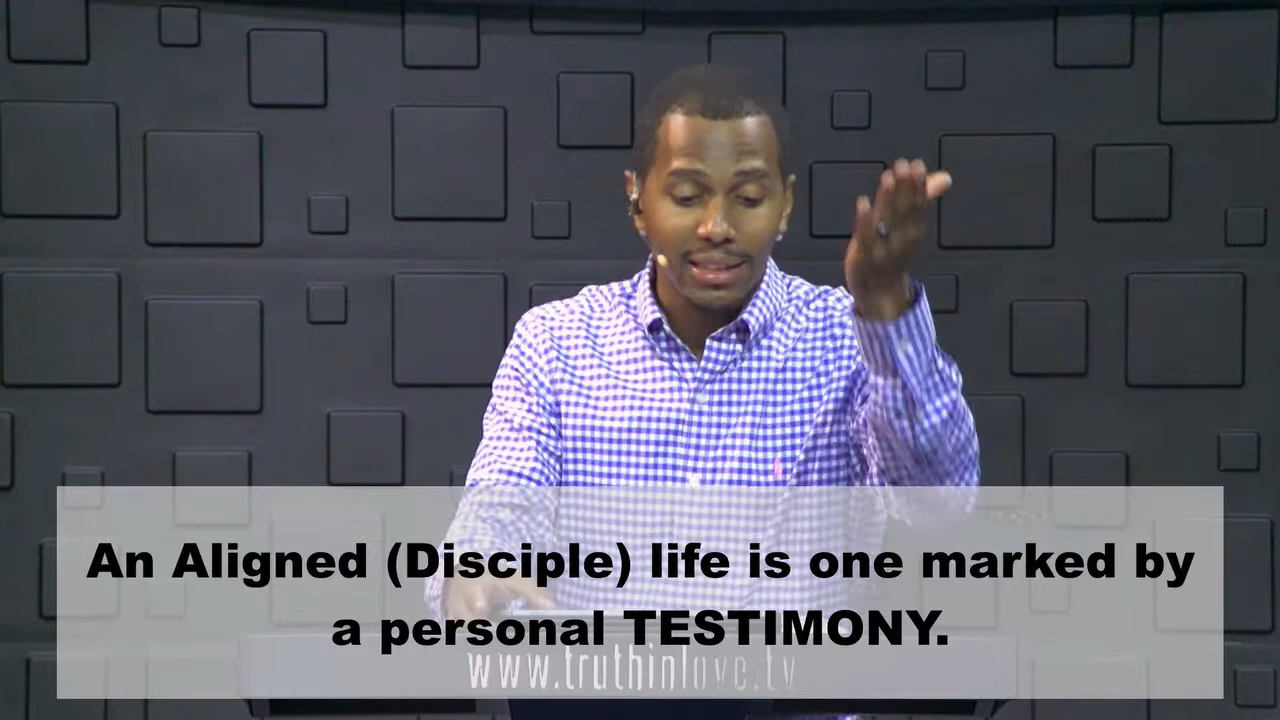 An Aligned (Disciple) life is one marked by
a personal TESTIMONY.
www.truthinlove.tv